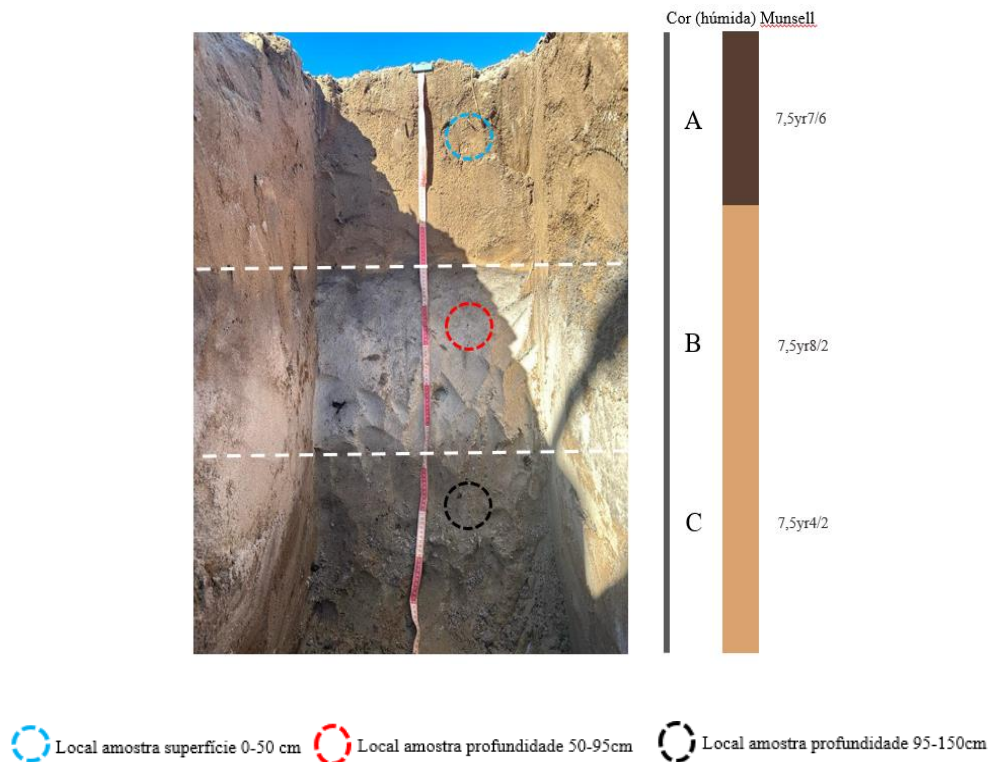 Cor (húmida) Munsell
A
7,5yr7/6
B
7,5yr8/2
C
7,5yr4/2
Local amostra superfície 0-50 cm
Local amostra profundidade 50-95cm
Local amostra profundidade 95-150cm